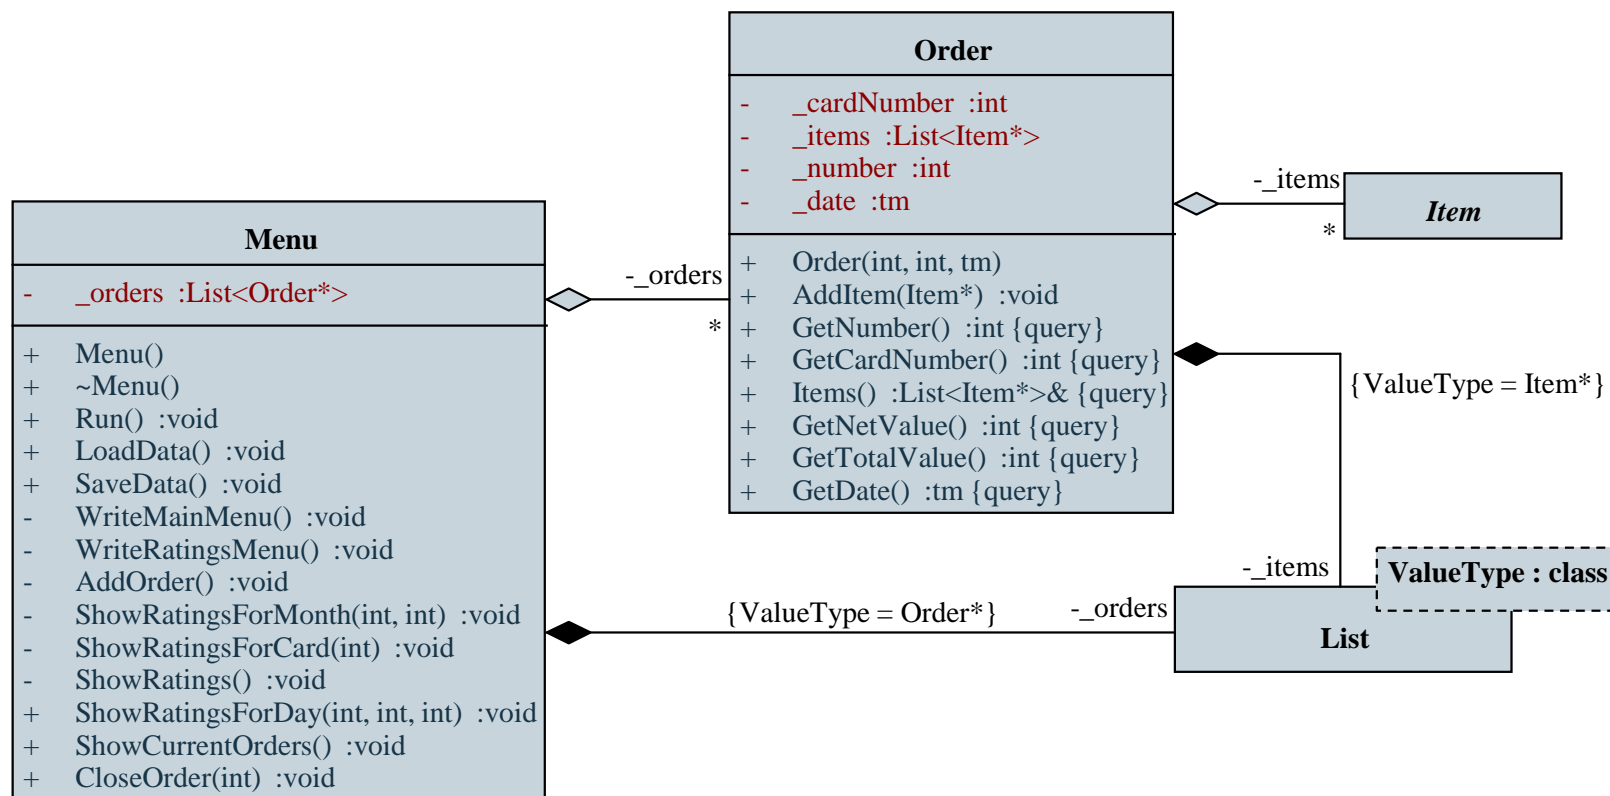 Order
- _cardNumber :int
- _items :List<Item*>
- _number :int
- _date :tm
+ Order(int, int, tm)
+ AddItem(Item*) :void
+ GetNumber() :int {query}
+ GetCardNumber() :int {query}
+ Items() :List<Item*>& {query}
+ GetNetValue() :int {query}
+ GetTotalValue() :int {query}
+ GetDate() :tm {query}
-_items
*
Item
Menu
- _orders :List<Order*>
+ Menu()
+ ~Menu()
+ Run() :void
+ LoadData() :void
+ SaveData() :void
- WriteMainMenu() :void
- WriteRatingsMenu() :void
- AddOrder() :void
- ShowRatingsForMonth(int, int) :void
- ShowRatingsForCard(int) :void
- ShowRatings() :void
+ ShowRatingsForDay(int, int, int) :void
+ ShowCurrentOrders() :void
+ CloseOrder(int) :void
-_orders
*
{ValueType = Item*}
-_items
{ValueType = Order*}
-_orders
ValueType : class
List